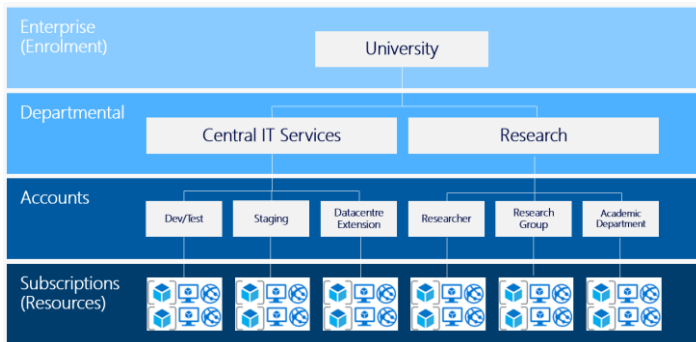 Enterprise
(Enrolment)
University
Departmental
Central IT Services
Research
Accounts
Dev/Test
Staging
Datacentre
Extension
Researcher
Research
Group
Academic
Department
Subscriptions
(Resources)